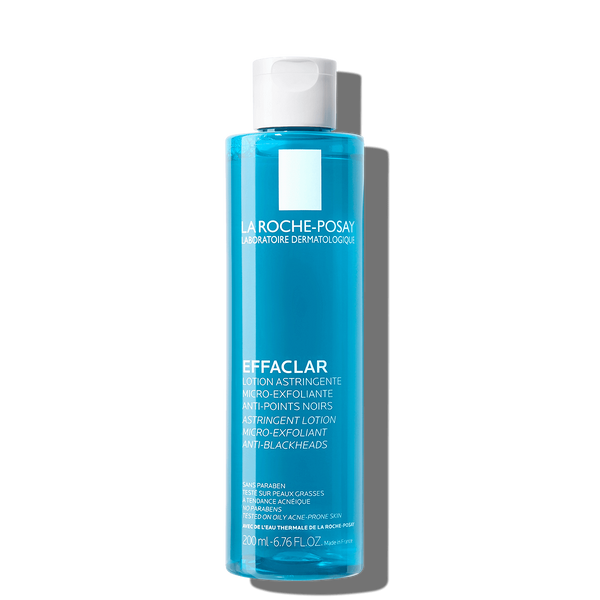 LA ROCHE-POSAY
LABORATOIRE DERMATOLOGIQUE
EFFACLAR
LOTION ASTRINGENTE
MICRO-EXFOLIANTE
ANTI-POINTS NOIRS
ASTRINGENT LOTION
MICRO-EXFOLIANT
ANTI-BLACKHEADS
SANS PARABEN
TESTÉ SUR PEAUX GRASSES
À TENDANCE ACNÉIQUE
NO PARABENS
TESTED ON OILY ACNE-PRONE SKIN
AVEC DE L'EAU THERMALE DE LA ROCHE-POSAY
200 ml - 6.76 FL.OZ. Made in France